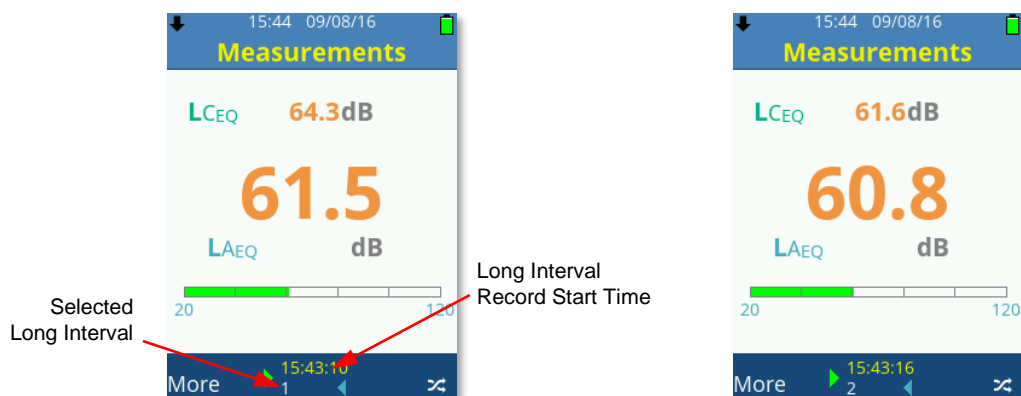 15:44 09/08/16
Measurements
LCEQ 64.3dB
61.5
LAEQ dB
20 120
15:43:10
More 1
Selected
Long Interval
Long Interval
Record Start Time
15:44 09/08/16
Measurements
LCEQ 61.6dB
60.8
LAEQ dB
20 120
15:43:16
More 2